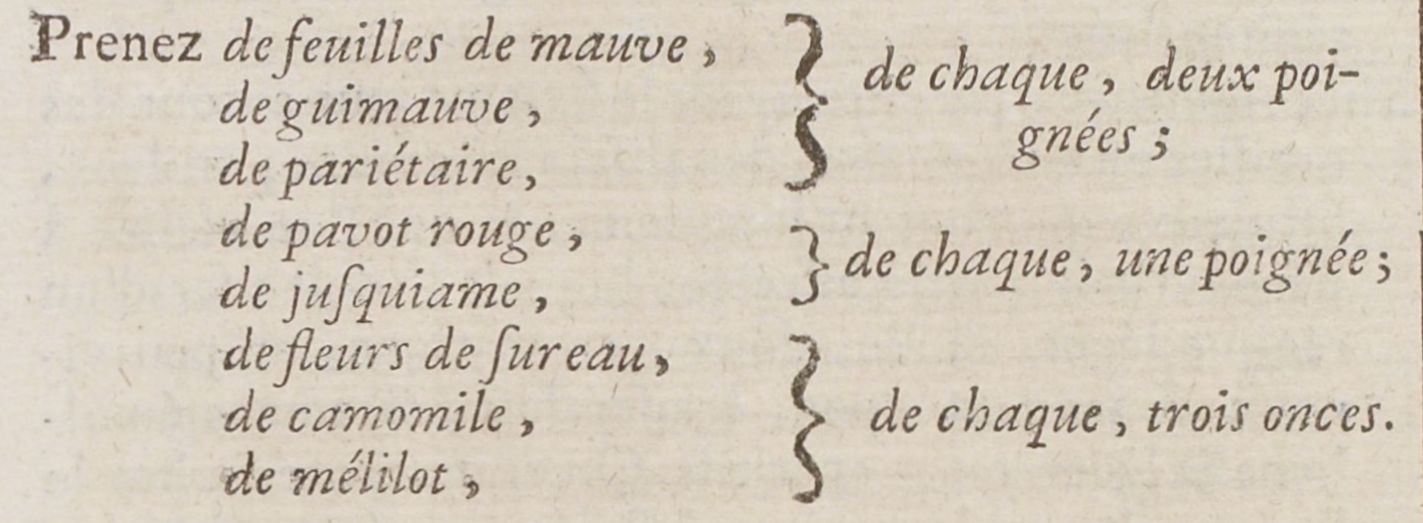 Prenez de feuilles de mauve,
de guimauve,
de pariétaire,
de chaque, deux poi-
gnées;
de pavot rouge,
de juſquiame,
de chaque, une poignée;
de fleurs de ſureau,
de camomile,
de mélilot,
de chaque, trois onces.